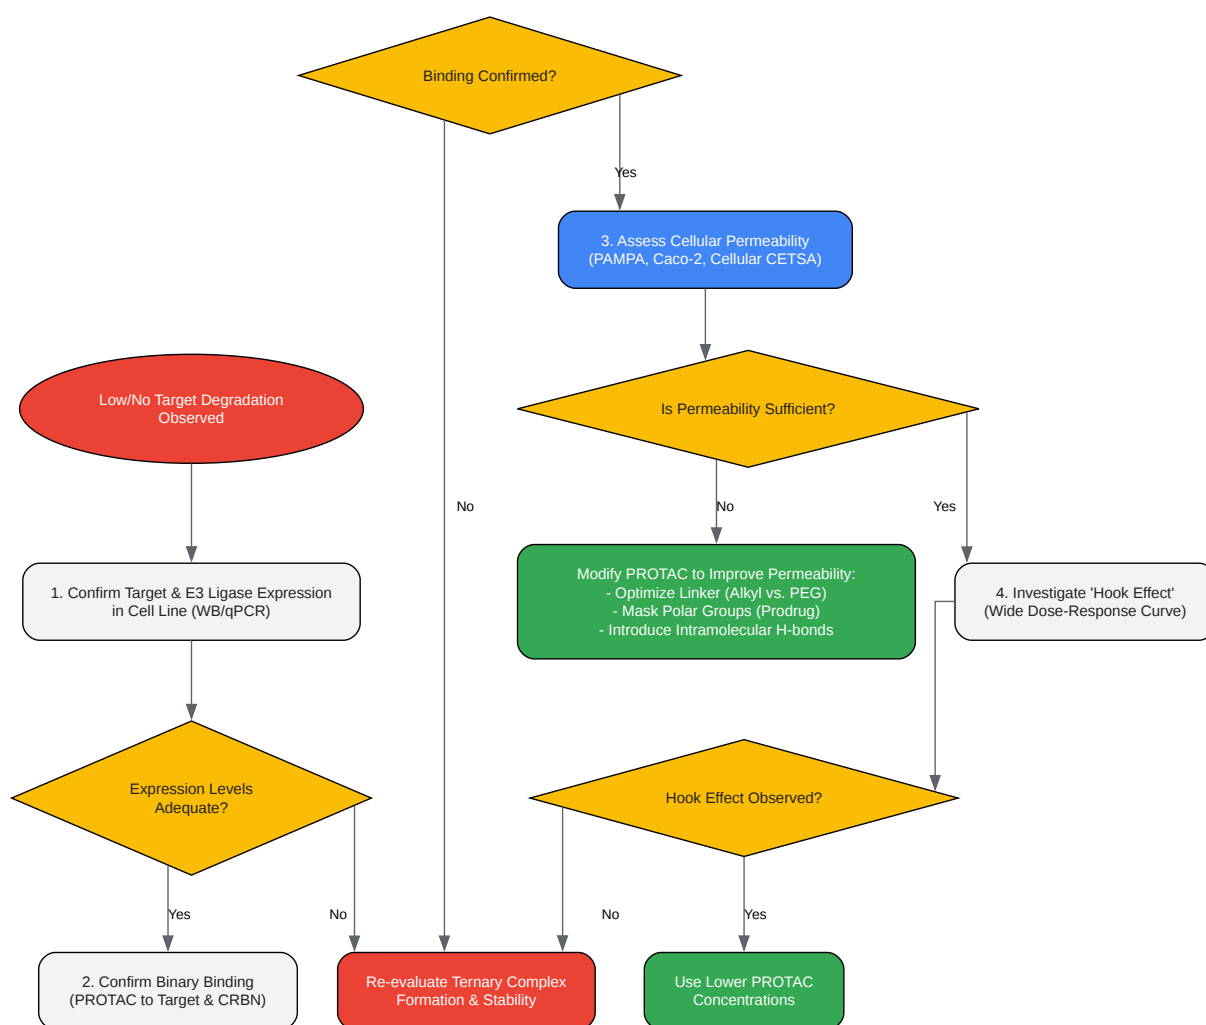 Binding Confirmed?
Yes
3. Assess Cellular Permeability
(PAMPA, Caco-2, Cellular CETSA)
Low/No Target Degradation
Observed
Is Permeability Sufficient?
No
No
Yes
1. Confirm Target & E3 Ligase Expression
in Cell Line (WB/qPCR)
Modify PROTAC to Improve Permeability:
- Optimize Linker (Alkyl vs. PEG)
- Mask Polar Groups (Prodrug)
- Introduce Intramolecular H-bonds
4. Investigate 'Hook Effect'
(Wide Dose-Response Curve)
Expression Levels
Adequate?
Hook Effect Observed?
Yes
No
No
Yes
2. Confirm Binary Binding
(PROTAC to Target & CRBN)
Re-evaluate Ternary Complex
Formation & Stability
Use Lower PROTAC
Concentrations